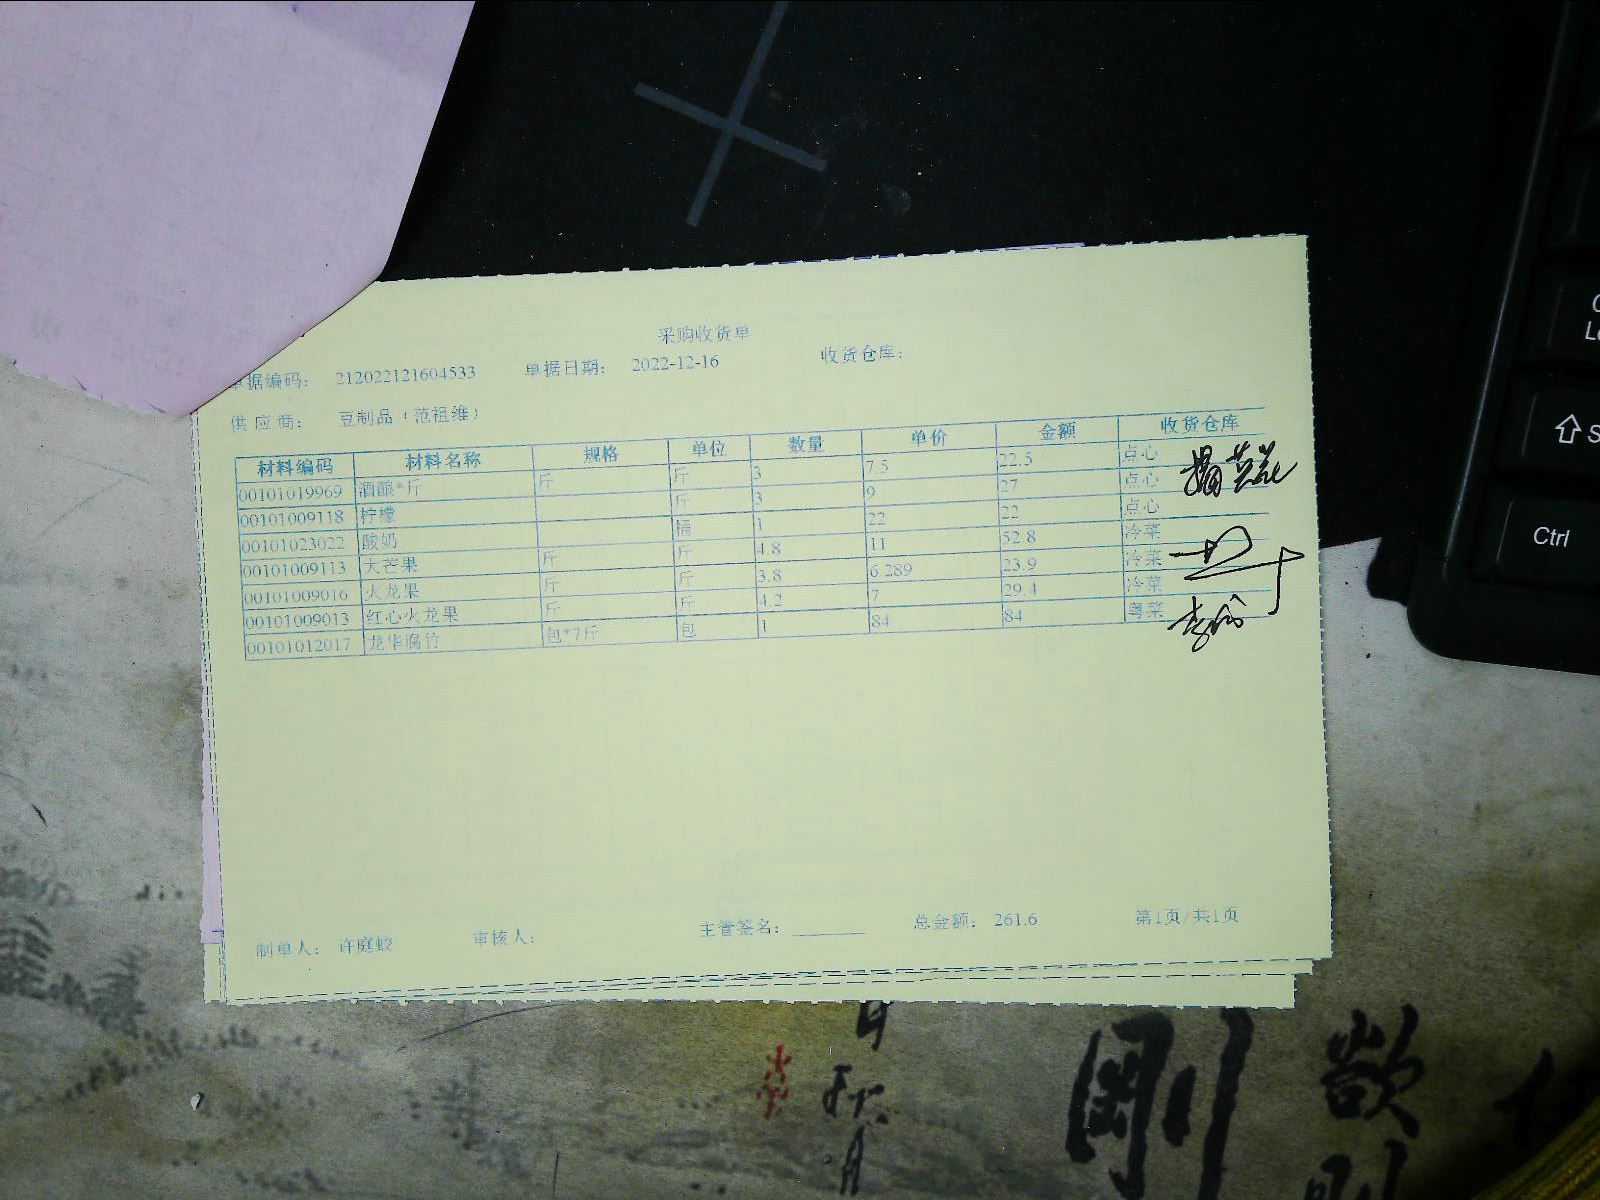 采购收货单
单据编码： 212022121604533 单据日期： 2022-12-16 收货仓库：
供应商： 豆制品（范祖维）
材料编码 材料名称 规格 单位 数量 单价 金额 收货仓库
00101019969 酒酿*斤 斤 斤 3 7.5 22.5 点心
00101009118 柠檬 斤 3 9 27 点心
00101023022 酸奶 桶 1 22 22 点心
00101009113 大芒果 斤 斤 4.8 11 52.8 冷菜
00101009016 火龙果 斤 斤 3.8 6.289 23.9 冷菜
00101009013 红心火龙果 斤 斤 4.2 7 29.4 冷菜
00101012017 龙华腐竹 包*7斤 包 1 84 84 粤菜
制单人： 许庭蛟 审核人： 主管签名： 总金额： 261.6 第1页/共1页
Ctrl
剛